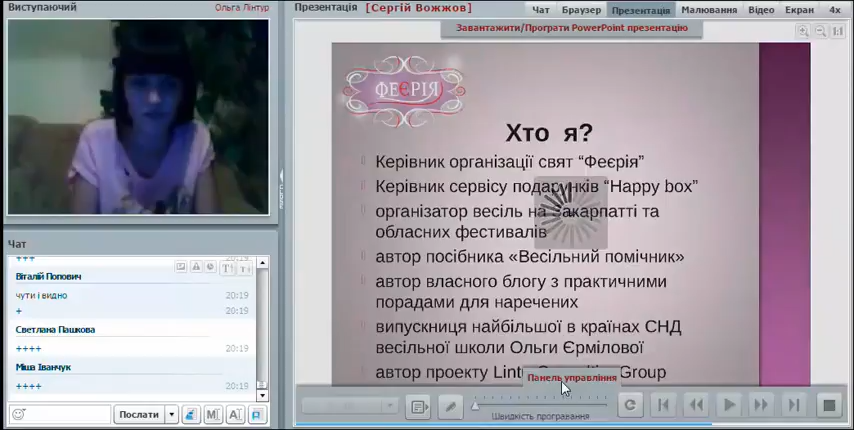 Виступаючий
Ольга Лінтур
Презентація [Сергій Вожжов]
Чат Браузер Презентація Малювання Відео Екран 4x
Завантажити/Програти PowerPoint презентацію
1:1
ФЕЄРІЯ
Хто я?
Керівник організації свят “Феєрія”
Керівник сервісу подарунків “Happy box”
організатор весіль на Закарпатті та
обласних фестивалів
автор посібника «Весільний помічник»
автор власного блогу з практичними
порадами для наречених
випускниця найбільшої в країнах СНД
весільної школи Ольги Єрмілової
автор проекту Group
Панель управління
Швидкість програвання
Чат
+++ 20:19
Віталій Попович
чути і видно 20:19
+ 20:19
Светлана Пашкова
++++ 20:19
Міша Іванчук
++++ 20:19
Послати